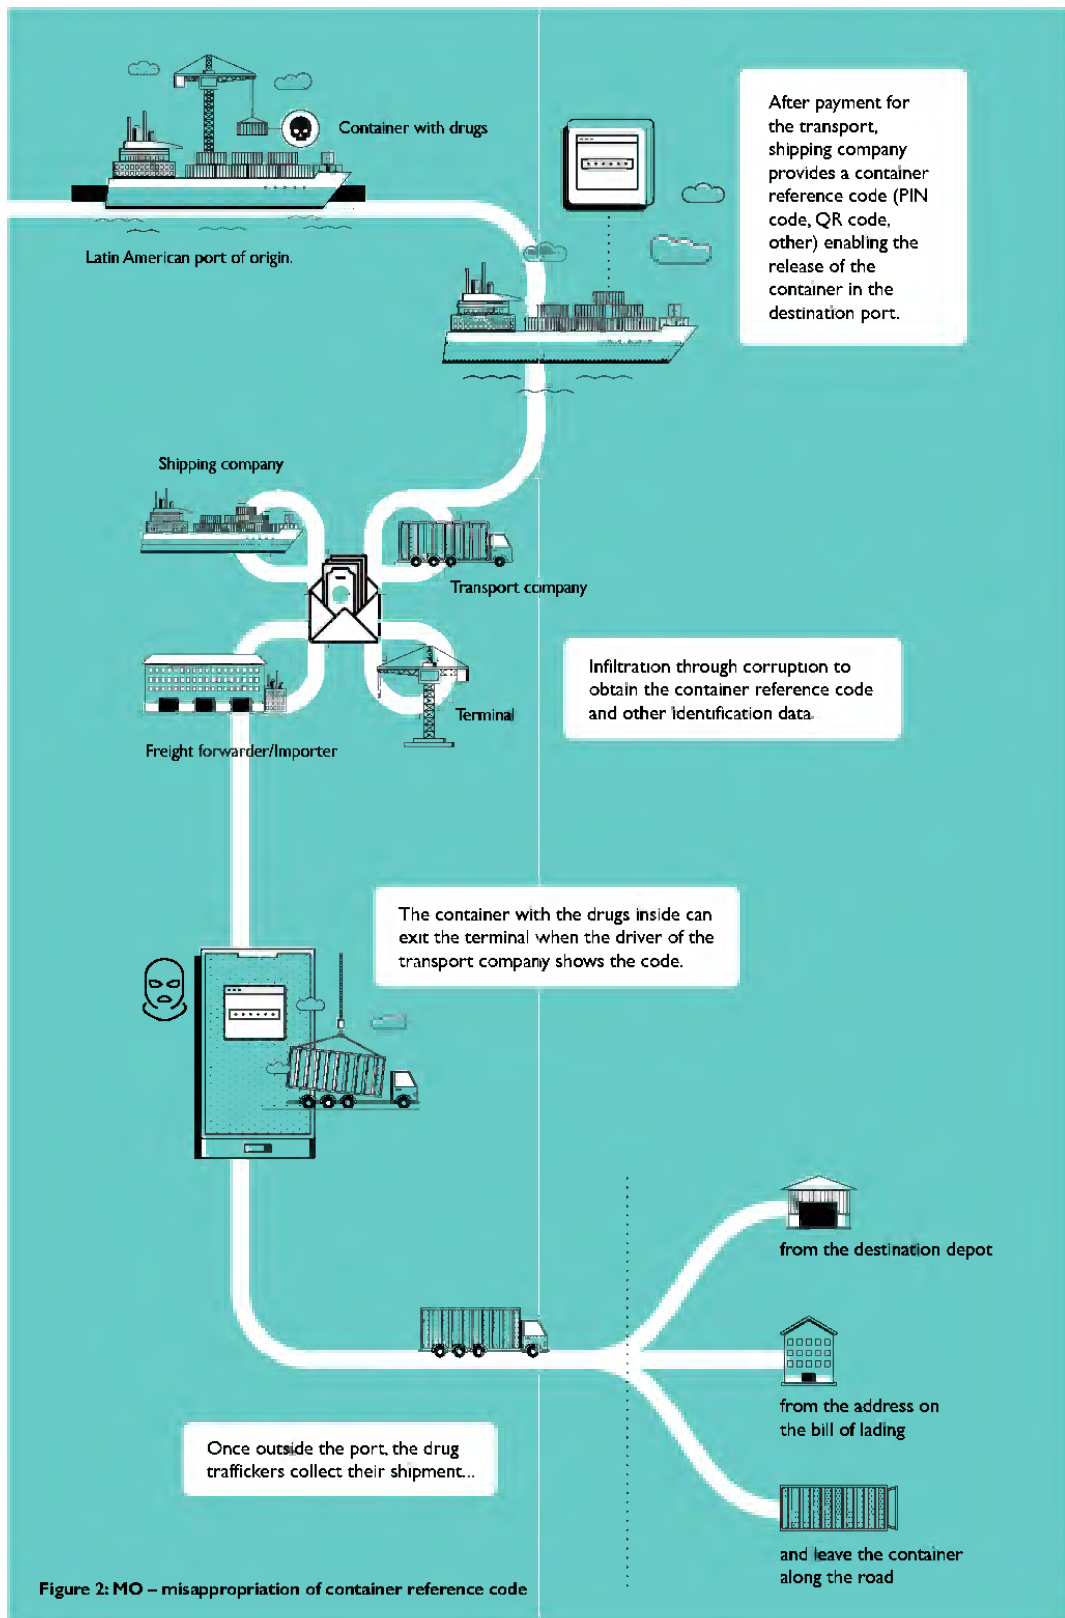 Container with drugs
Latin American port of origin.
After payment for
the transport,
shipping company
provides a container
reference code (PIN
code, QR code,
other) enabling the
release of the
container in the
destination port.
Shipping company
Transport company
Infiltration through corruption to
obtain the container reference code
and other identification data.
Terminal
Freight forwarder/Importer
The container with the drugs inside can
exit the terminal when the driver of the
transport company shows the code.
from the destination depot
from the address on
the bill of lading
Once outside the port, the drug
traffickers collect their shipment...
and leave the container
along the road
Figure 2: MO – misappropriation of container reference code